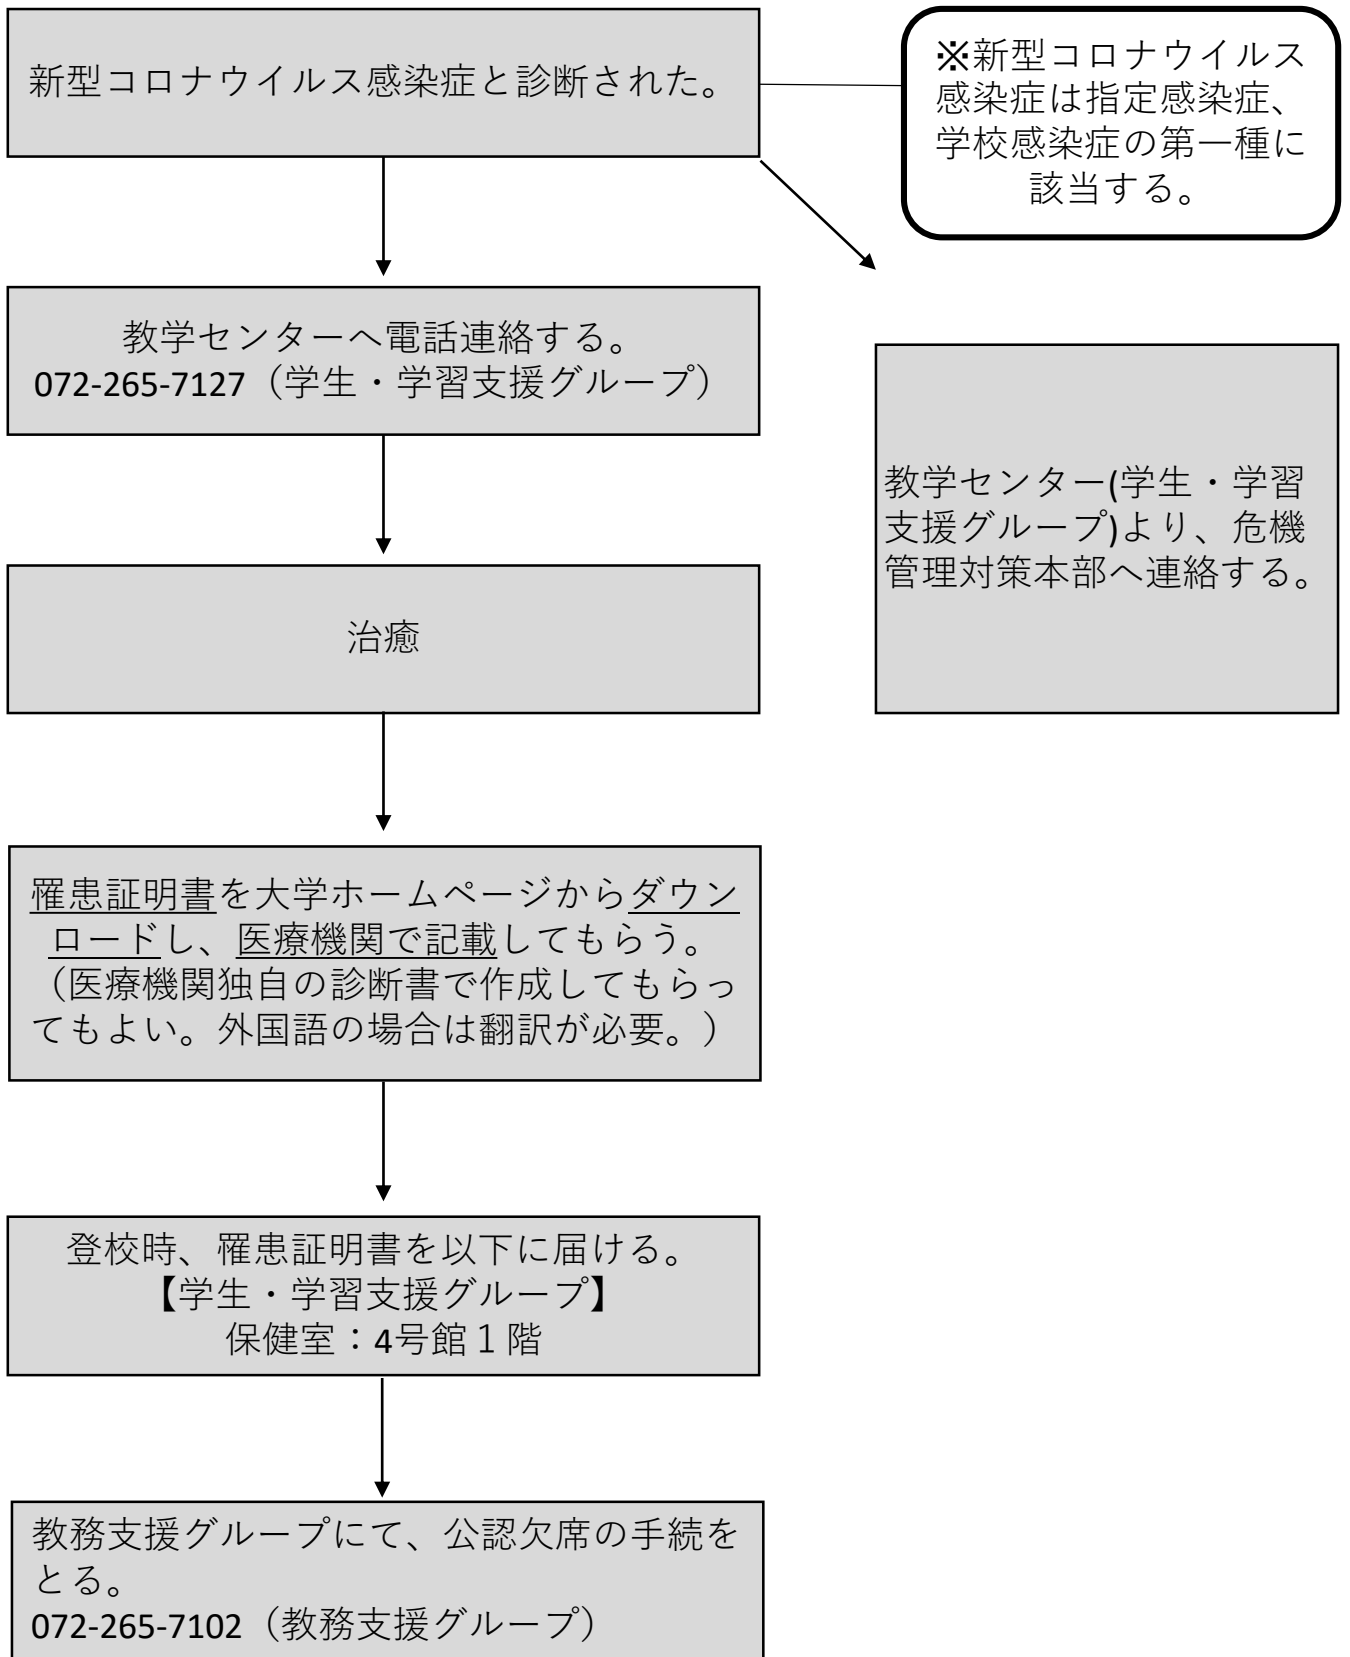 新型コロナウイルス感染症と診断された。
※新型コロナウイルス
感染症は指定感染症、
学校感染症の第一種に
該当する。
教学センターへ電話連絡する。
072-265-7127（学生・学習支援グループ）
教学センター(学生・学習
支援グループ)より、危機
管理対策本部へ連絡する。
治癒
罹患証明書を大学ホームページからダウン
ロードし、医療機関で記載してもらう。
（医療機関独自の診断書で作成してもらっ
てもよい。外国語の場合は翻訳が必要。）
登校時、罹患証明書を以下に届ける。
【学生・学習支援グループ】
保健室：4号館１階
教務支援グループにて、公認欠席の手続を
とる。
072-265-7102（教務支援グループ）